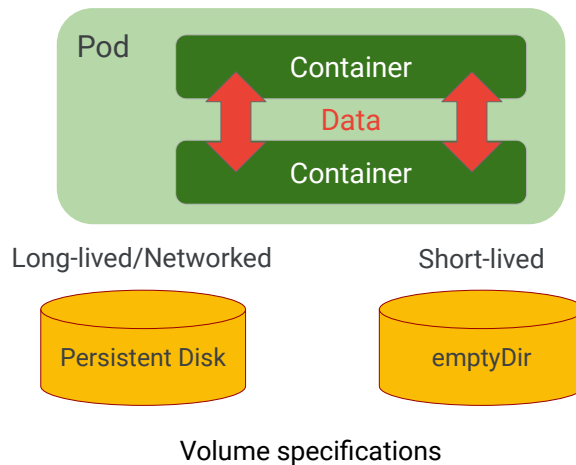 Pod
Container
Data
Container
Long-lived/Networked
Short-lived
Persistent Disk
emptyDir
Volume specifications